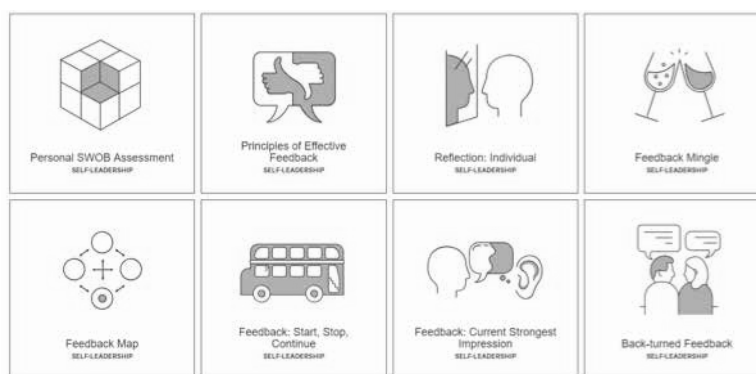 Personal SWOB Assessment
SELF-LEADERSHIP
Principles of Effective
Feedback
SELF-LEADERSHIP
Reflection: Individual
SELF-LEADERSHIP
Feedback Mingle
SELF-LEADERSHIP
Feedback Map
SELF-LEADERSHIP
Feedback: Start, Stop,
Continue
SELF-LEADERSHIP
Feedback: Current Strongest
Impression
SELF-LEADERSHIP
Back-turned Feedback
SELF-LEADERSHIP